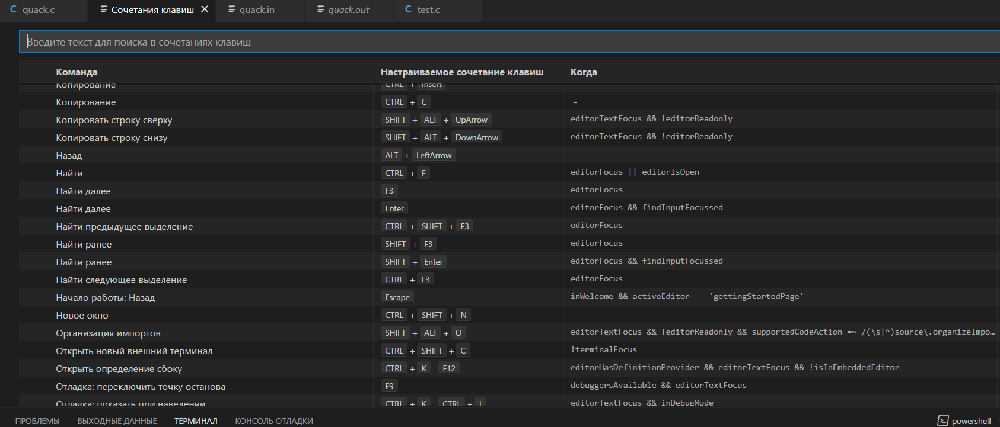 C quack.c Сочетания клавиш × quack.in quack.out C test.c
Введите текст для поиска в сочетаниях клавиш
Команда Настраиваемое сочетание клавиш Когда
Копирование CTRL + Insert -
Копирование CTRL + C -
Копировать строку сверху SHIFT + ALT + UpArrow editorTextFocus && !editorReadonly
Копировать строку снизу SHIFT + ALT + DownArrow editorTextFocus && !editorReadonly
Назад ALT + LeftArrow -
Найти CTRL + F editorFocus || editorIsOpen
Найти далее F3 editorFocus
Найти далее Enter editorFocus && findInputFocussed
Найти предыдущее выделение CTRL + SHIFT + F3 editorFocus
Найти ранее SHIFT + F3 editorFocus
Найти ранее SHIFT + Enter editorFocus && findInputFocussed
Найти следующее выделение CTRL + F3 editorFocus
Начало работы: Назад Escape inWelcome && activeEditor == 'gettingStartedPage'
Новое окно CTRL + SHIFT + N -
Организация импортов SHIFT + ALT + O editorTextFocus && !editorReadonly && supportedCodeAction =~ /(\s|^)source\.organizeImpo…
Открыть новый внешний терминал CTRL + SHIFT + C !terminalFocus
Открыть определение сбоку CTRL + K F12 editorHasDefinitionProvider && editorTextFocus && !isInEmbeddedEditor
Отладка: переключить точку останова F9 debuggersAvailable && editorTextFocus
Отладка: показать при наведении CTRL + K CTRL + I editorTextFocus && inDebugMode
ПРОБЛЕМЫ ВЫХОДНЫЕ ДАННЫЕ ТЕРМИНАЛ КОНСОЛЬ ОТЛАДКИ powershell